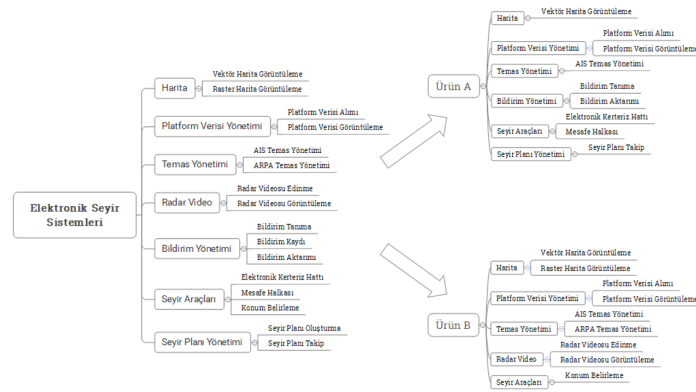 Elektronik Seyir
Sistemleri
Harita
Vektör Harita Görüntüleme
Raster Harita Görüntüleme
Platform Verisi Yönetimi
Platform Verisi Alımı
Platform Verisi Görüntüleme
Temas Yönetimi
AIS Temas Yönetimi
ARPA Temas Yönetimi
Radar Video
Radar Videosu Edinme
Radar Videosu Görüntüleme
Bildirim Yönetimi
Bildirim Tanıma
Bildirim Kaydı
Bildirim Aktarımı
Seyir Araçları
Elektronik Kerteriz Hattı
Mesafe Halkası
Konum Belirleme
Seyir Planı Yönetimi
Seyir Planı Oluşturma
Seyir Planı Takip
Ürün A
Harita
Vektör Harita Görüntüleme
Platform Verisi Yönetimi
Platform Verisi Alımı
Platform Verisi Görüntüleme
Temas Yönetimi
AIS Temas Yönetimi
Bildirim Yönetimi
Bildirim Tanıma
Bildirim Aktarımı
Seyir Araçları
Elektronik Kerteriz Hattı
Mesafe Halkası
Seyir Planı Yönetimi
Seyir Planı Takip
Ürün B
Harita
Vektör Harita Görüntüleme
Raster Harita Görüntüleme
Platform Verisi Yönetimi
Platform Verisi Alımı
Platform Verisi Görüntüleme
Temas Yönetimi
AIS Temas Yönetimi
ARPA Temas Yönetimi
Radar Video
Radar Videosu Edinme
Radar Videosu Görüntüleme
Seyir Araçları
Konum Belirleme